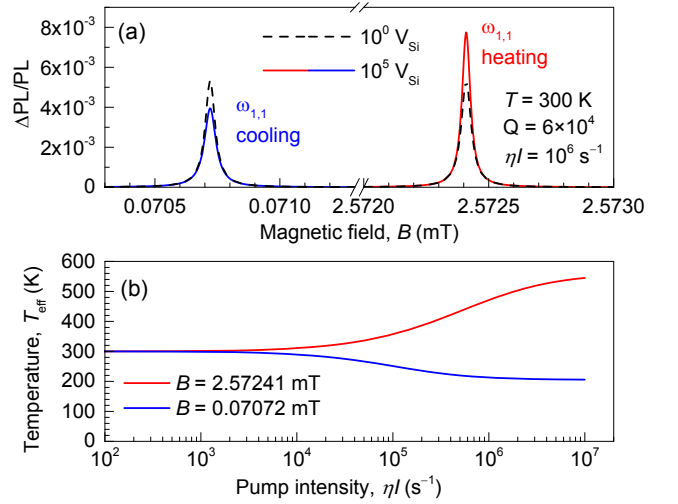 (a)
10⁰ V_Si
10⁵ V_Si
ω₁,₁
heating
ω₁,₁
cooling
T = 300 K
Q = 6×10⁴
ηI = 10⁶ s⁻¹
ΔPL/PL
8x10⁻³
6x10⁻³
4x10⁻³
2x10⁻³
0
0.0705 0.0710 2.5720 2.5725 2.5730
Magnetic field, B (mT)
(b)
Temperature, T_eff (K)
600
500
400
300
200
100
0
B = 2.57241 mT
B = 0.07072 mT
10² 10³ 10⁴ 10⁵ 10⁶ 10⁷
Pump intensity, ηI (s⁻¹)